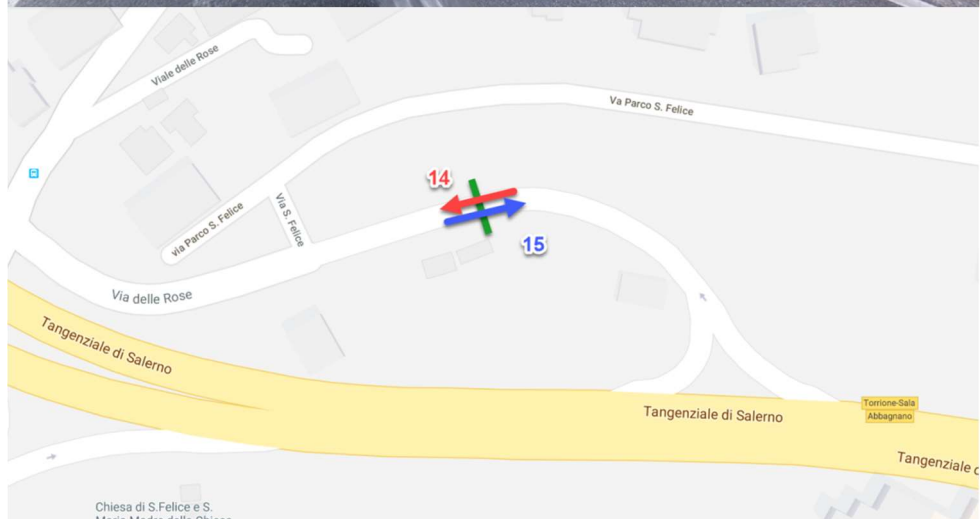 Viale delle Rose
Va Parco S. Felice
14
via Parco S. Felice
Via S. Felice
15
Via delle Rose
Tangenziale di Salerno
Torrione-Sala
Abbagnano
Tangenziale di Salerno
Tangenziale d
Chiesa di S.Felice e S.